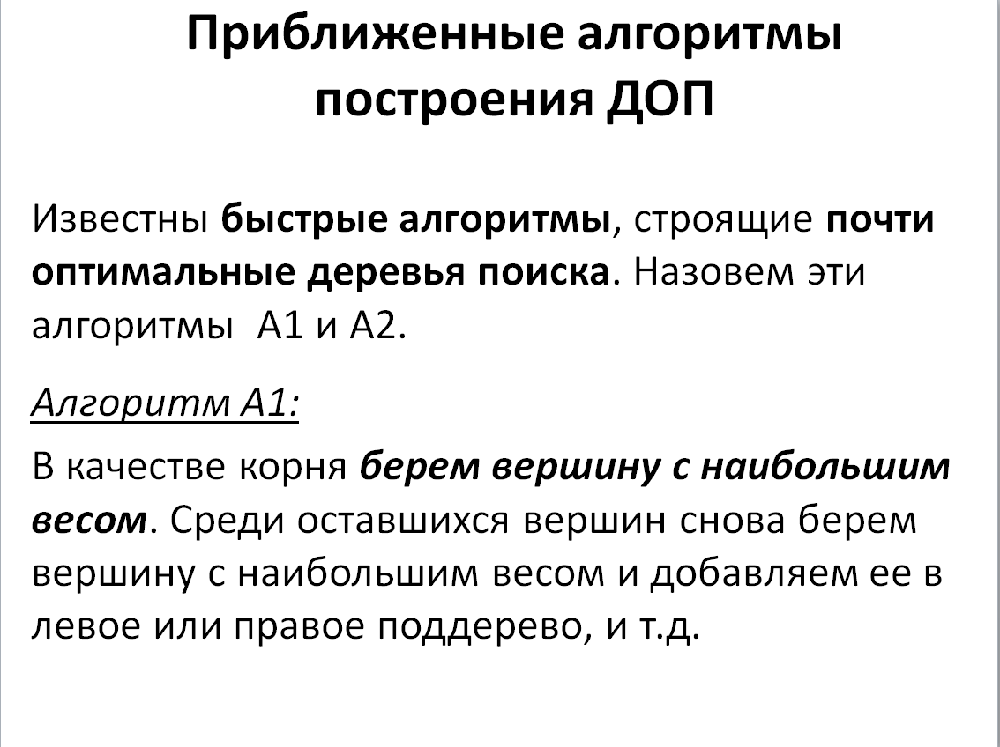 Приближенные алгоритмы
построения ДОП
Известны быстрые алгоритмы, строящие почти
оптимальные деревья поиска. Назовем эти
алгоритмы  А1 и А2.
Алгоритм А1:
В качестве корня берем вершину с наибольшим
весом. Среди оставшихся вершин снова берем
вершину с наибольшим весом и добавляем ее в
левое или правое поддерево, и т.д.